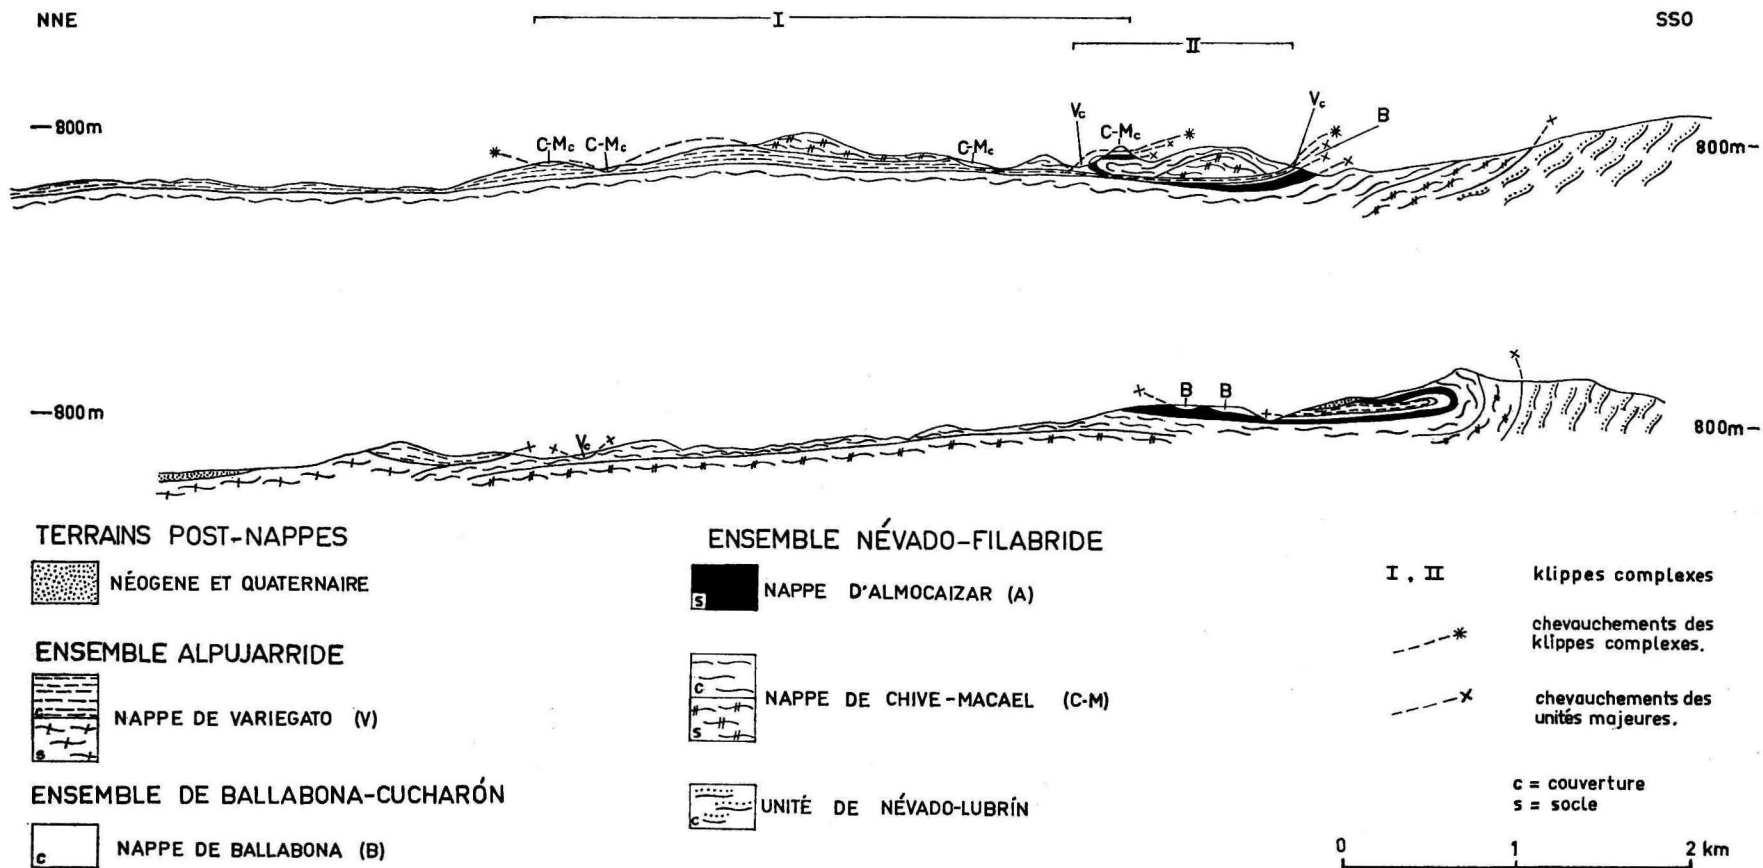 NNE
I
SSO
II
800m
C-Mc
C-Mc
C-Mc
Vc
C-Mc
Vc
B
800m
800m
Vc
B
B
800m
TERRAINS POST-NAPPES
NÉOGENE ET QUATERNAIRE
ENSEMBLE ALPUJARRIDE
c
s
NAPPE DE VARIEGATO (V)
ENSEMBLE DE BALLABONA-CUCHARÓN
c
NAPPE DE BALLABONA (B)
ENSEMBLE NÉVADO-FILABRIDE
s
NAPPE D'ALMOCAIZAR (A)
c
s
NAPPE DE CHIVE-MACAEL (C-M)
c
UNITÉ DE NÉVADO-LUBRÍN
I, II klippes complexes
chevauchements des
klippes complexes.
chevauchements des
unités majeures.
c = couverture
s = socle
0 1 2 km